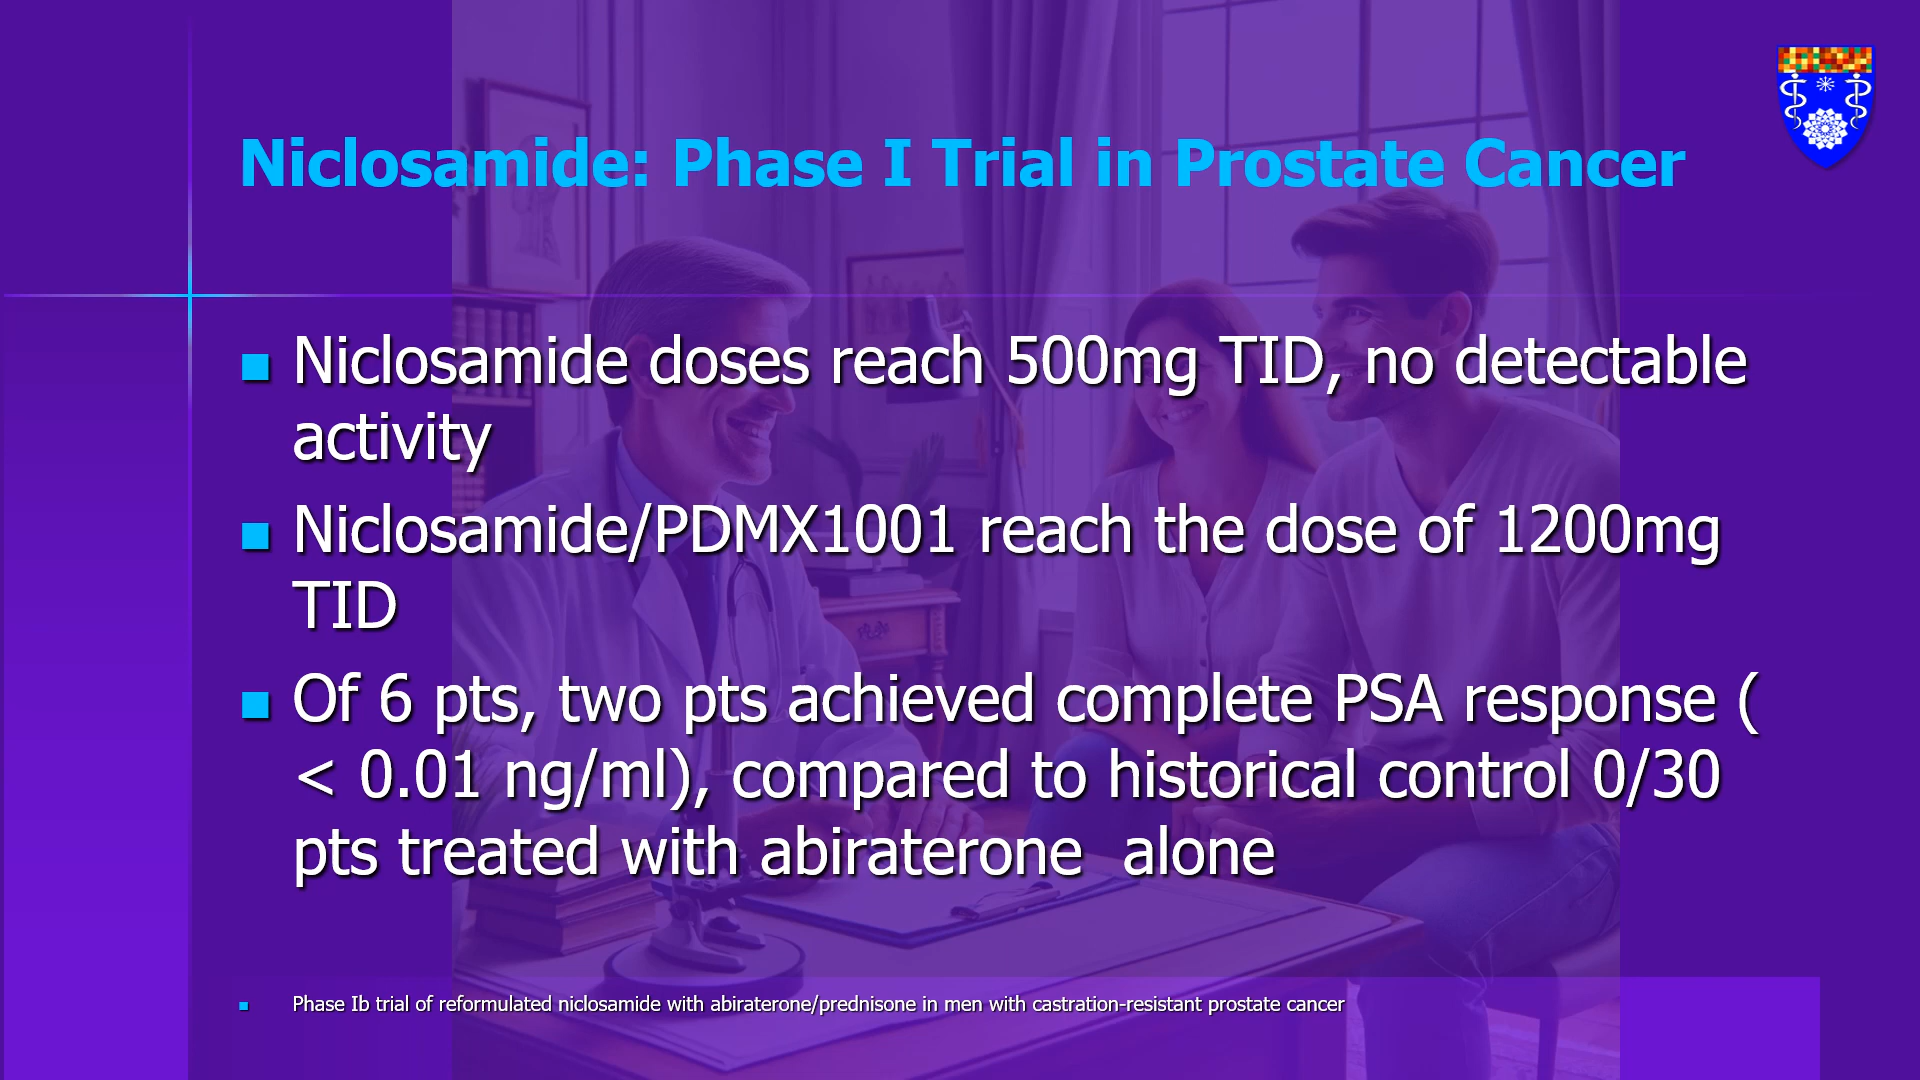 Niclosamide: Phase I Trial in Prostate Cancer
Niclosamide doses reach 500mg TID, no detectable
activity
Niclosamide/PDMX1001 reach the dose of 1200mg
TID
Of 6 pts, two pts achieved complete PSA response (
< 0.01 ng/ml), compared to historical control 0/30
pts treated with abiraterone  alone
Phase Ib trial of reformulated niclosamide with abiraterone/prednisone in men with castration-resistant prostate cancer